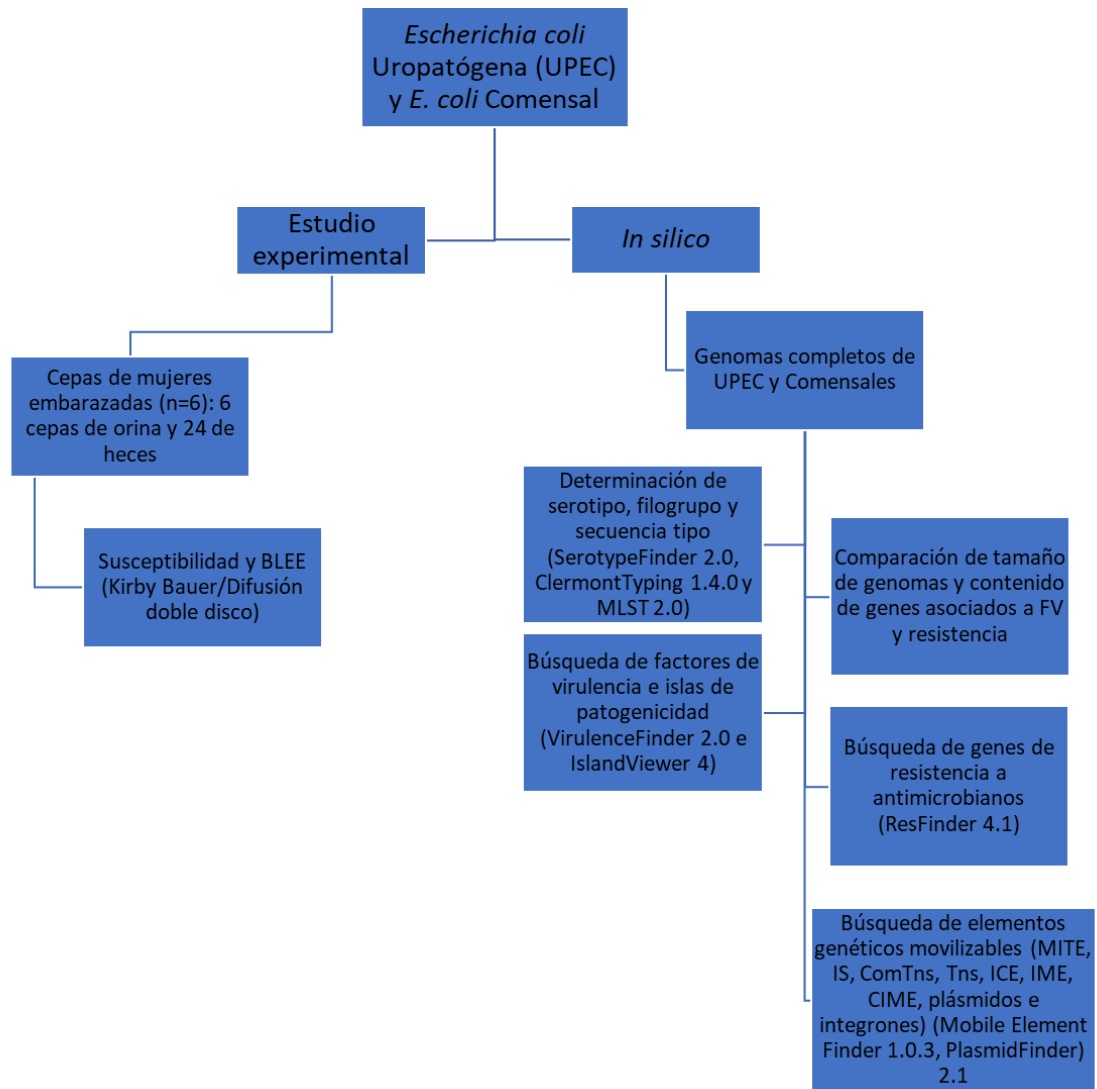 Escherichia coli
Uropatógena (UPEC)
y E. coli Comensal
Estudio
experimental
In silico
Cepas de mujeres
embarazadas (n=6): 6
cepas de orina y 24 de
heces
Susceptibilidad y BLEE
(Kirby Bauer/Difusión
doble disco)
Genomas completos de
UPEC y Comensales
Determinación de
serotipo, filogrupo y
secuencia tipo
(SerotypeFinder 2.0,
ClermontTyping 1.4.0 y
MLST 2.0)
Comparación de tamaño
de genomas y contenido
de genes asociados a FV
y resistencia
Búsqueda de factores de
virulencia e islas de
patogenicidad
(VirulenceFinder 2.0 e
IslandViewer 4)
Búsqueda de genes de
resistencia a
antimicrobianos
(ResFinder 4.1)
Búsqueda de elementos
genéticos movilizables (MITE,
IS, ComTns, Tns, ICE, IME,
CIME, plásmidos e
integrones) (Mobile Element
Finder 1.0.3, PlasmidFinder)
2.1